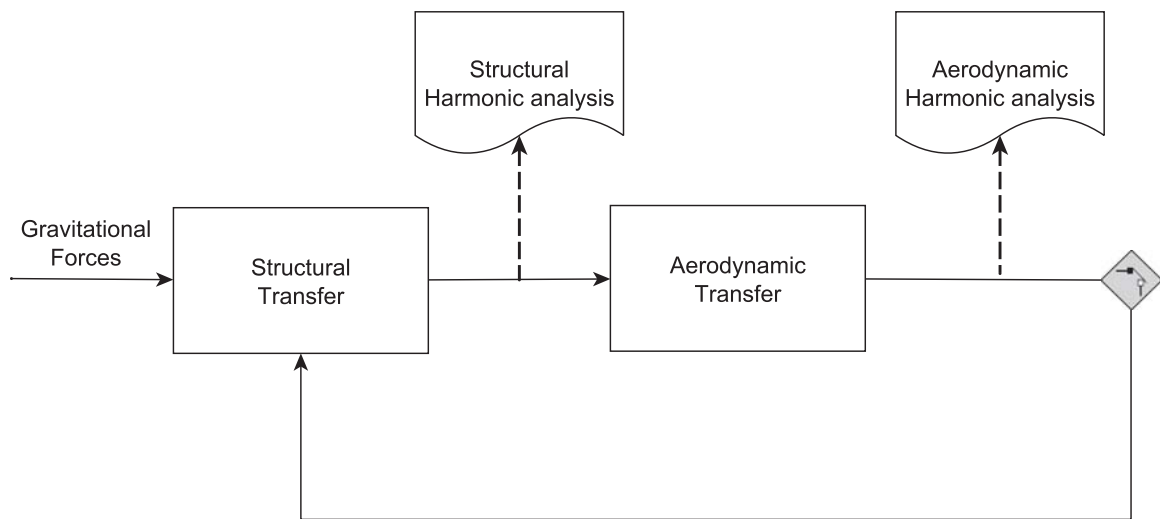 Structural
Harmonic analysis
Aerodynamic
Harmonic analysis
Gravitational
Forces
Structural
Transfer
Aerodynamic
Transfer